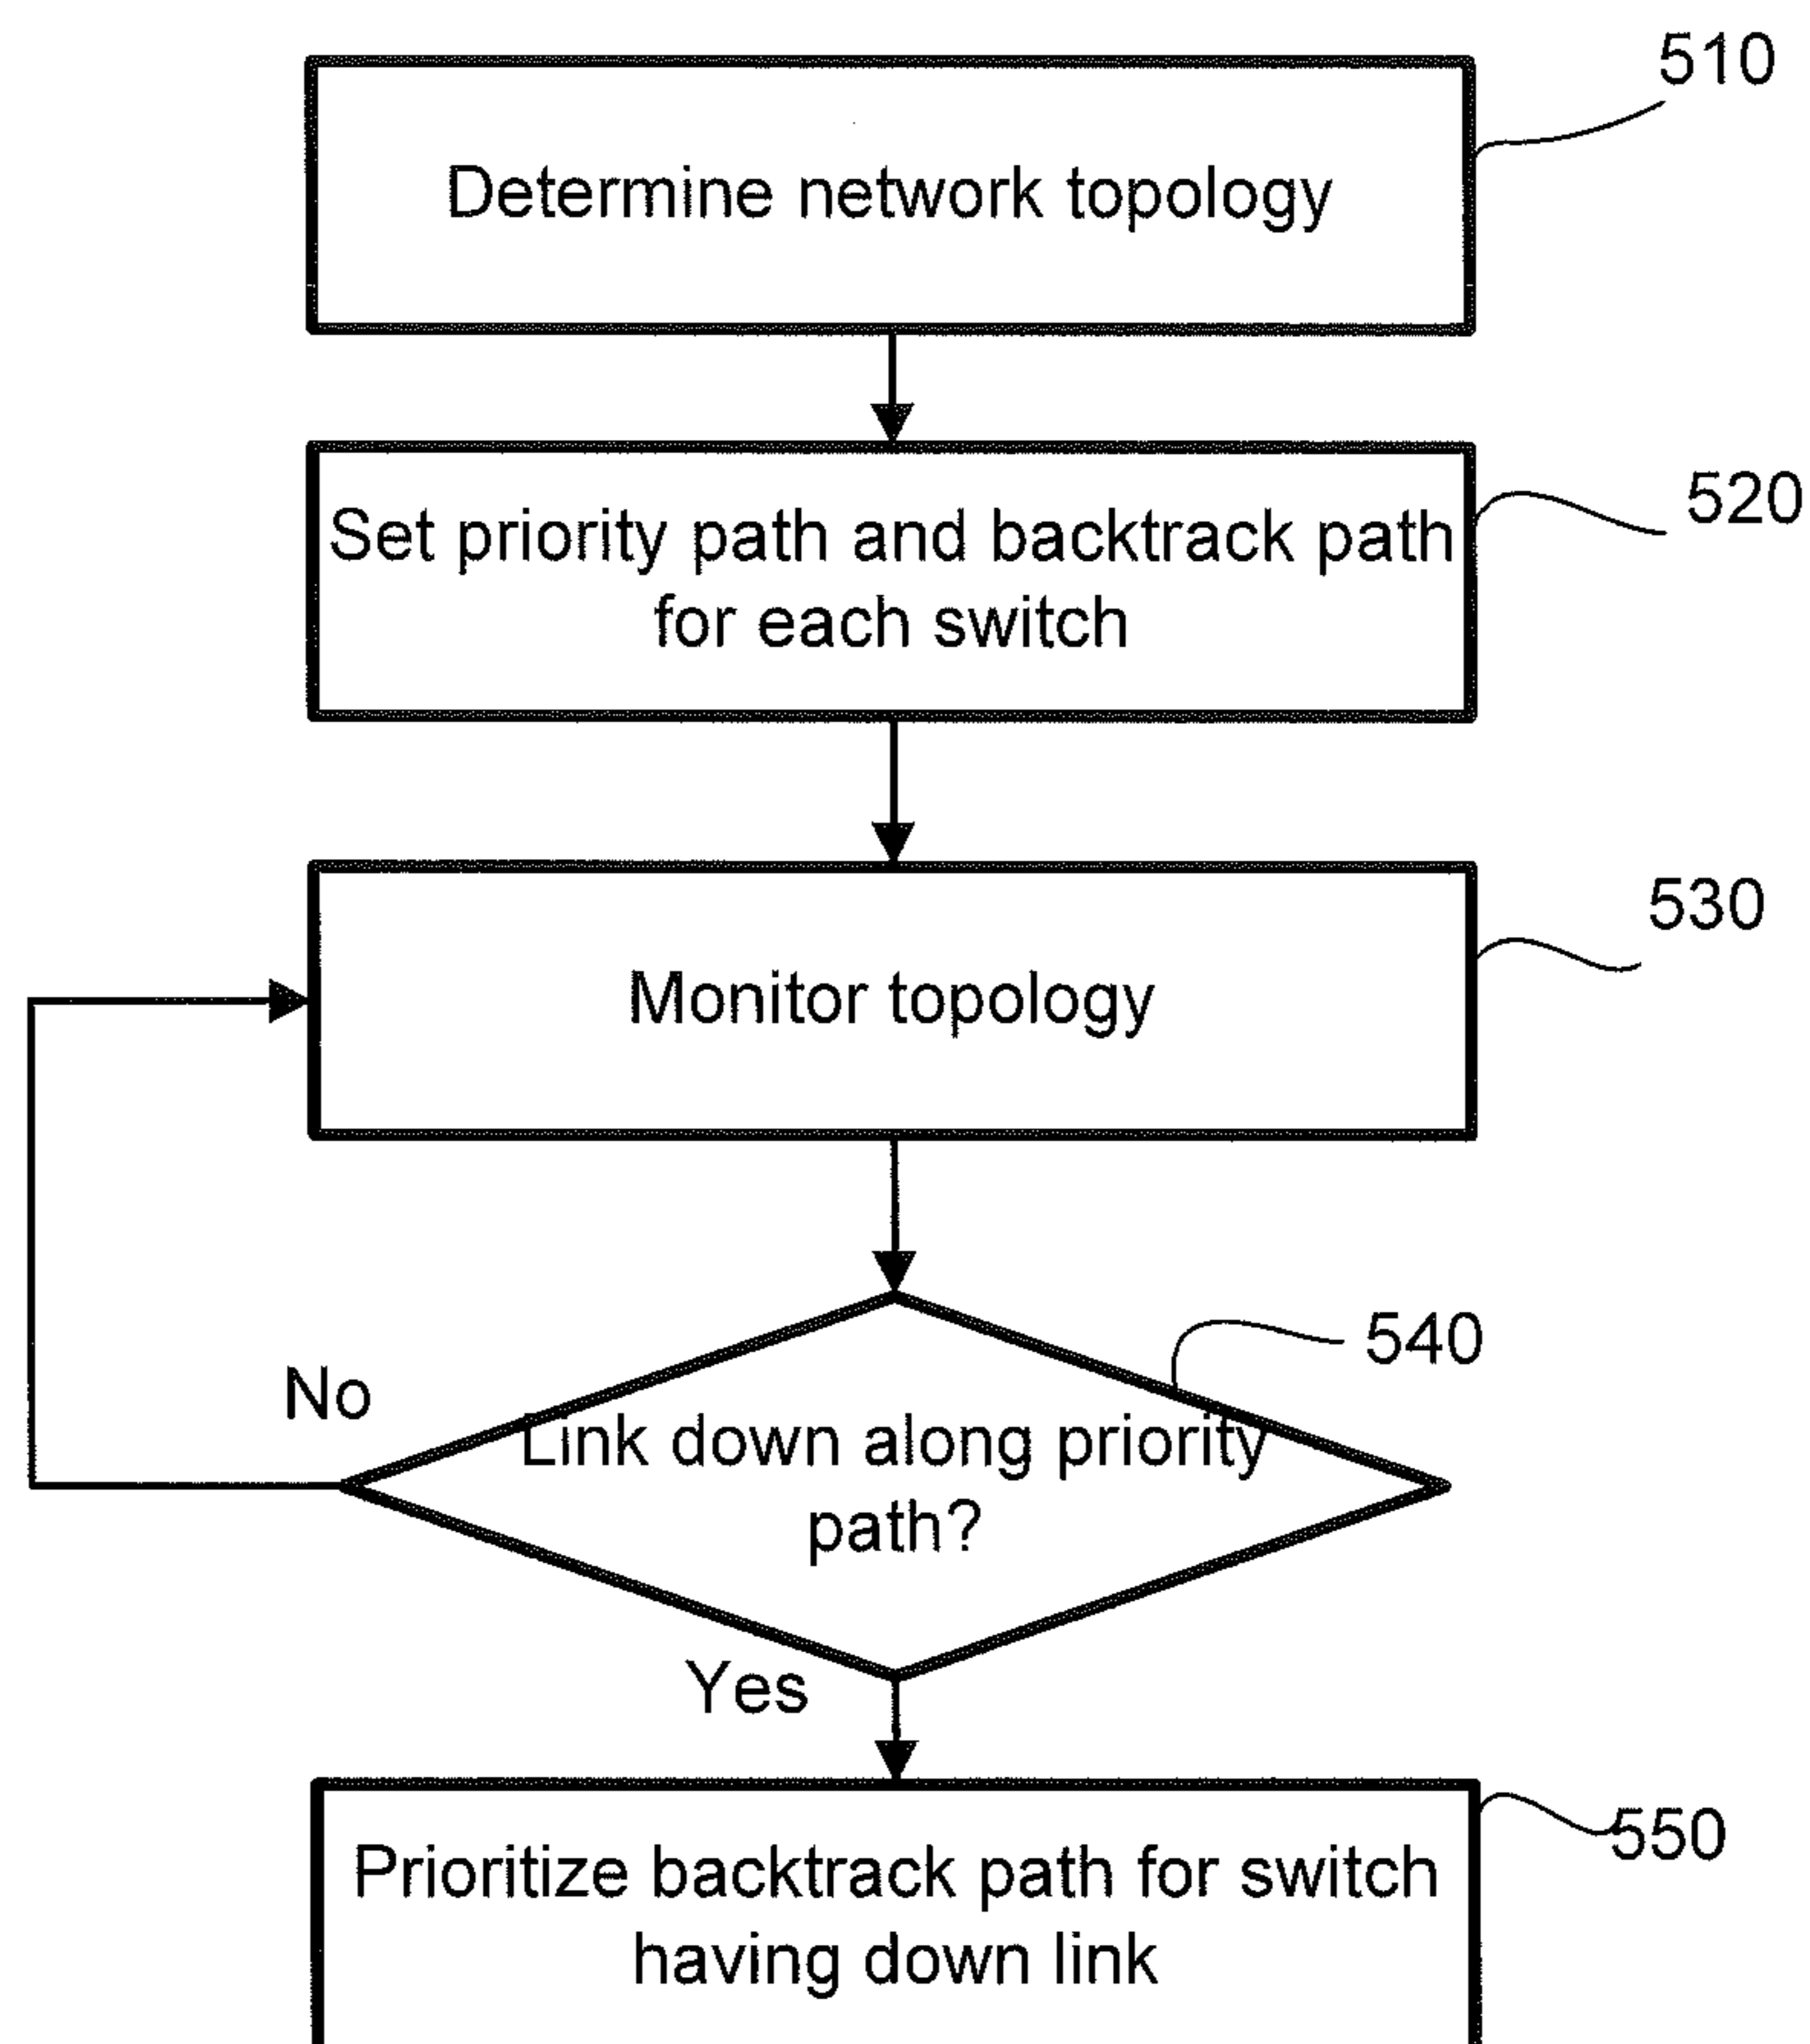 510
Determine network topology
520
Set priority path and backtrack path
for each switch
530
Monitor topology
540
No
Link down along priority
path?
Yes
550
Prioritize backtrack path for switch
having down link